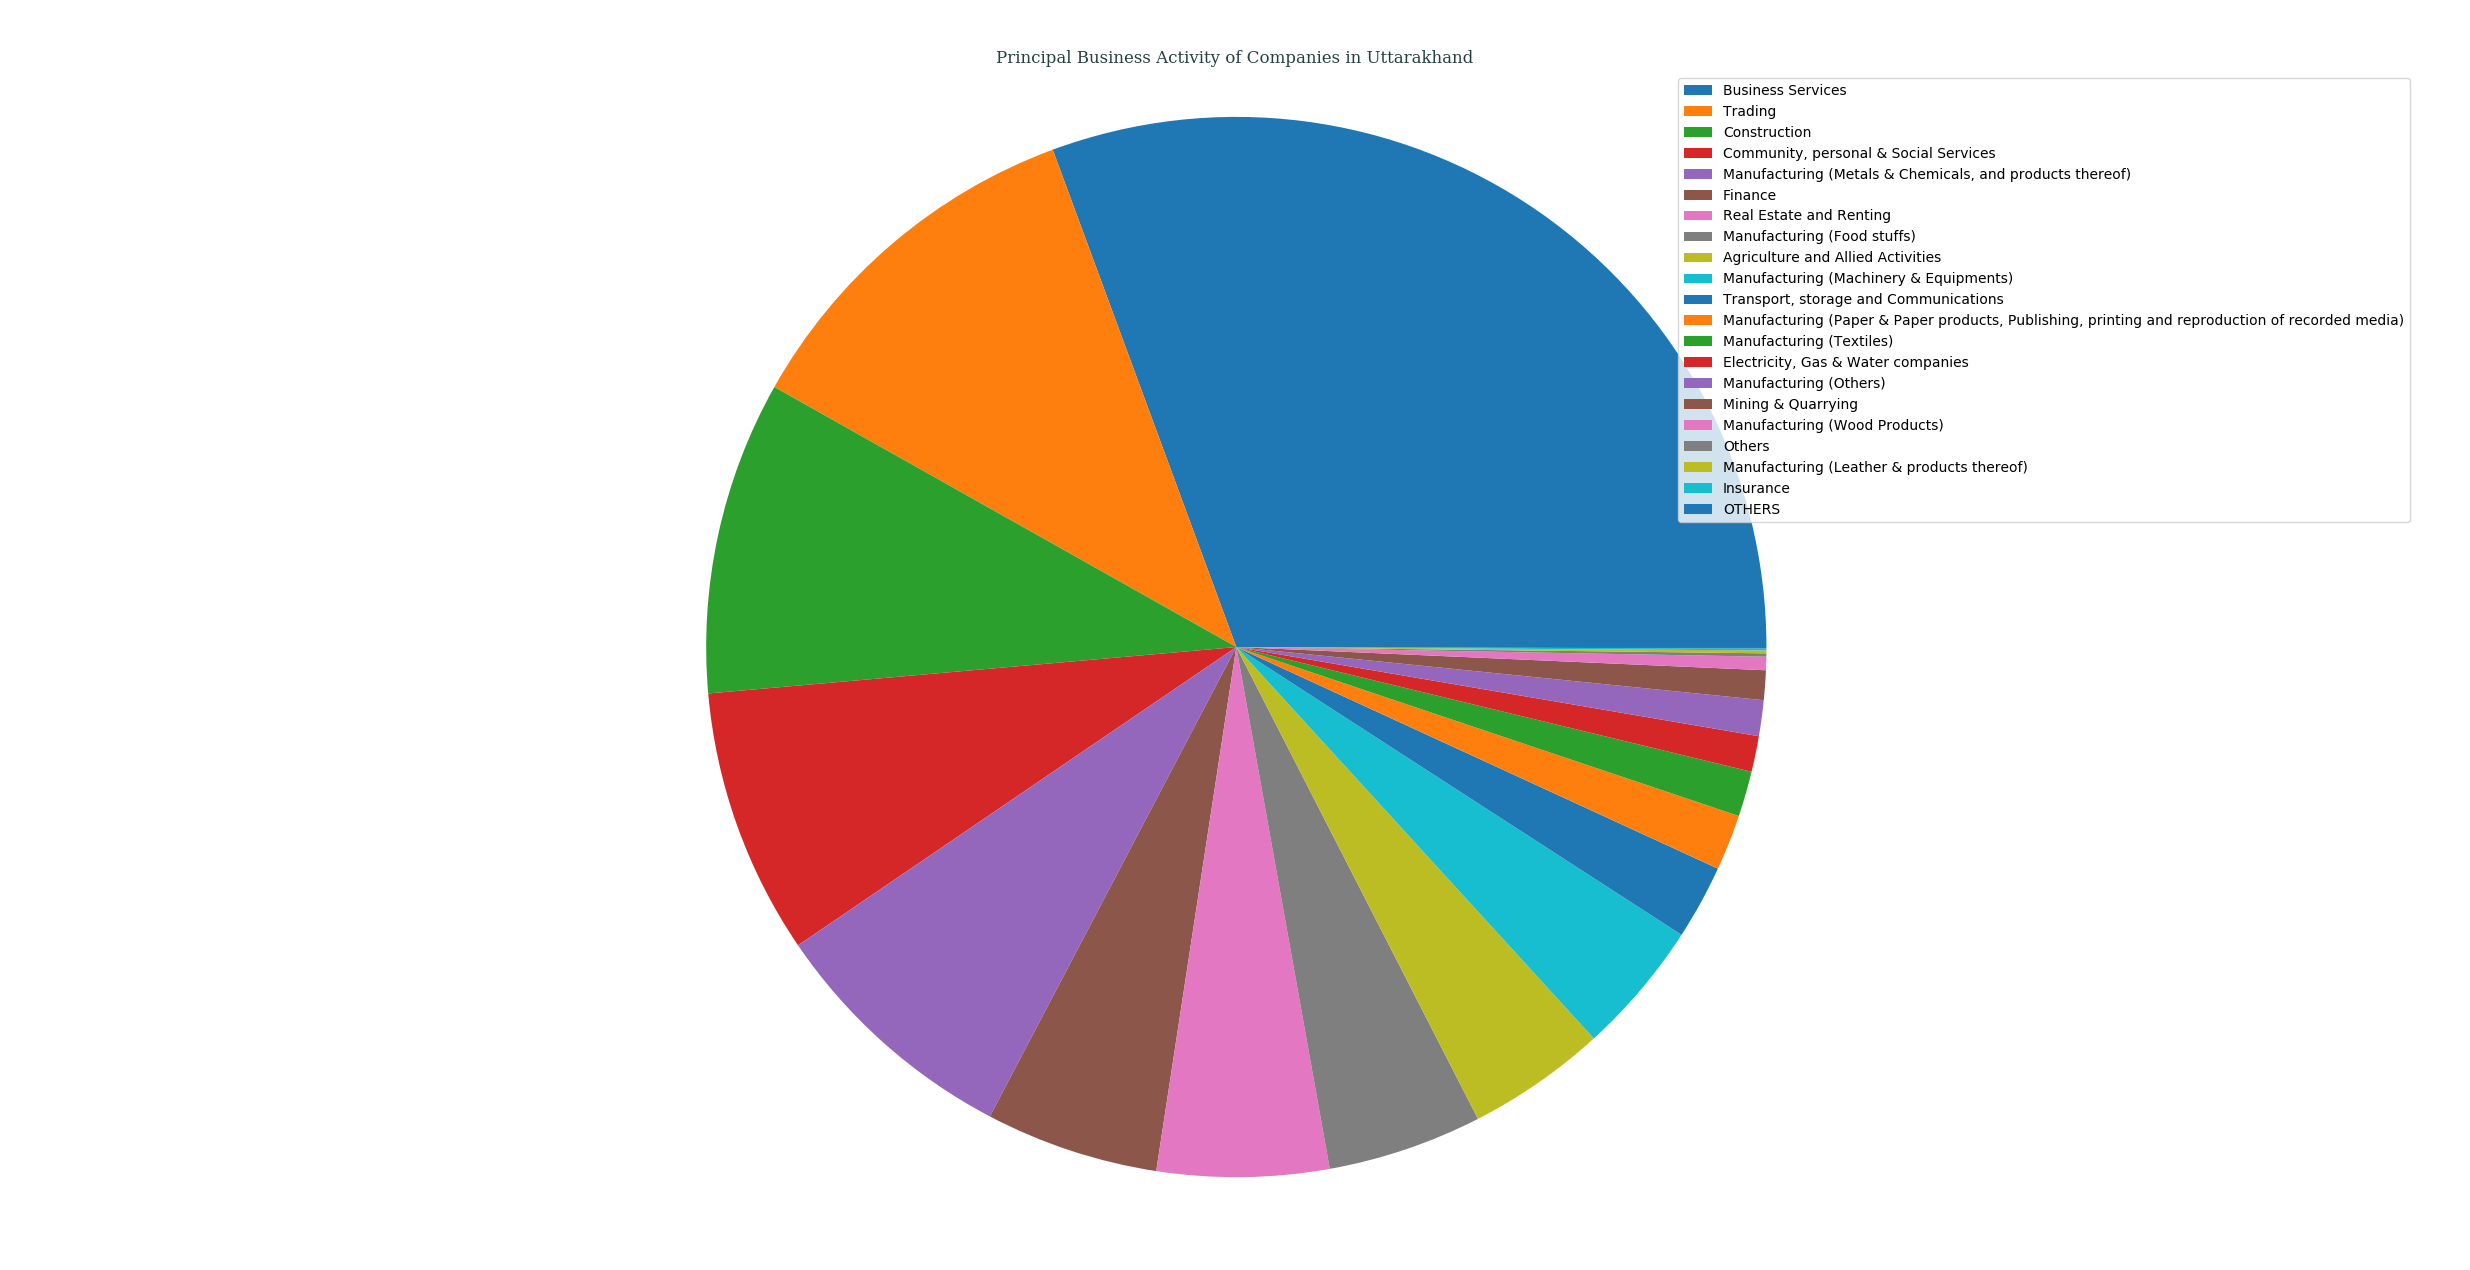 Principal Business Activity of Companies in Uttarakhand
Business Services
Trading
Construction
Community, personal & Social Services
Manufacturing (Metals & Chemicals, and products thereof)
Finance
Real Estate and Renting
Manufacturing (Food stuffs)
Agriculture and Allied Activities
Manufacturing (Machinery & Equipments)
Transport, storage and Communications
Manufacturing (Paper & Paper products, Publishing, printing and reproduction of recorded media)
Manufacturing (Textiles)
Electricity, Gas & Water companies
Manufacturing (Others)
Mining & Quarrying
Manufacturing (Wood Products)
Others
Manufacturing (Leather & products thereof)
Insurance
OTHERS